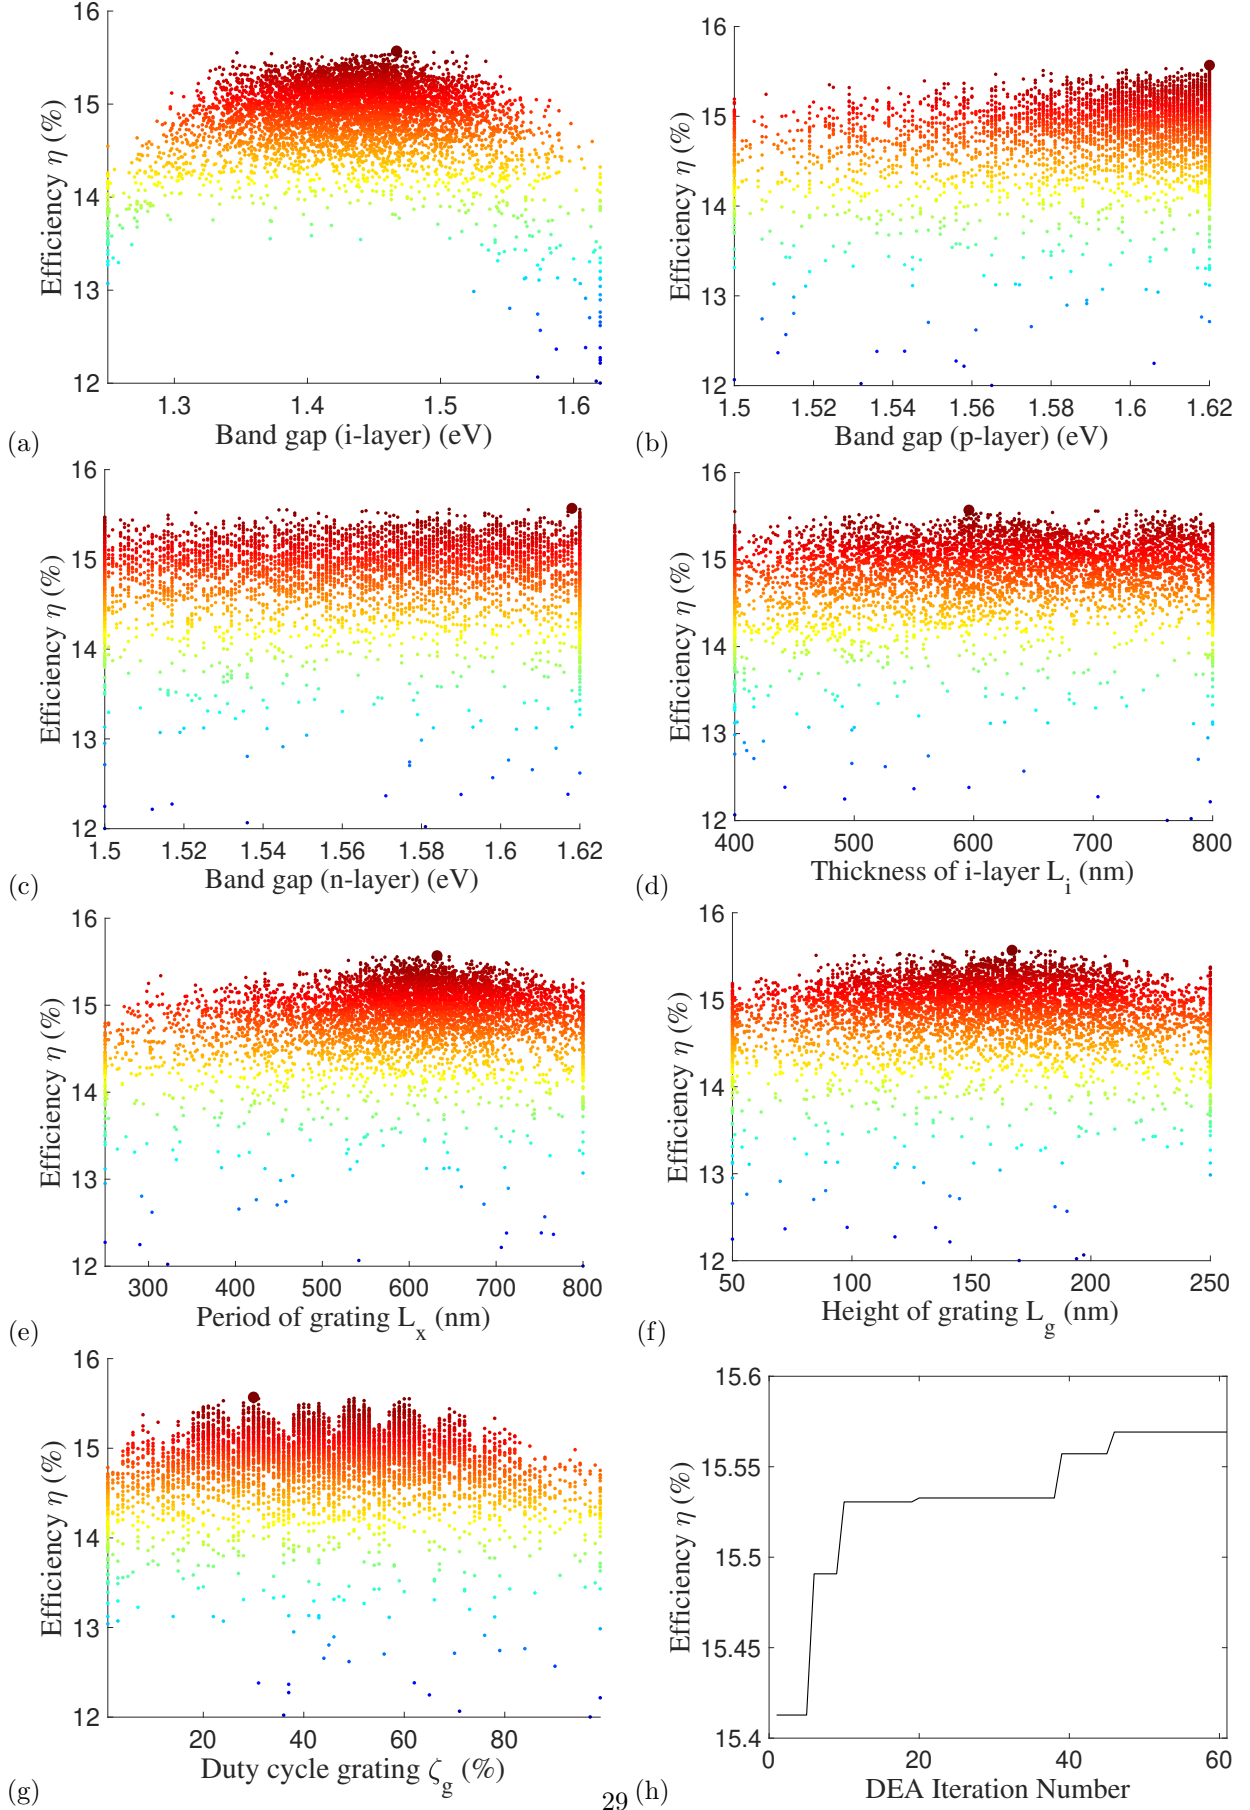 16
15
14
13
12
Efficiency η (%)
1.3 1.4 1.5 1.6
Band gap (i-layer) (eV)
(a)
16
15
14
13
12
Efficiency η (%)
1.5 1.52 1.54 1.56 1.58 1.6 1.62
Band gap (p-layer) (eV)
(b)
16
15
14
13
12
Efficiency η (%)
1.5 1.52 1.54 1.56 1.58 1.6 1.62
Band gap (n-layer) (eV)
(c)
16
15
14
13
12
Efficiency η (%)
400 500 600 700 800
Thickness of i-layer L_i (nm)
(d)
16
15
14
13
12
Efficiency η (%)
300 400 500 600 700 800
Period of grating L_x (nm)
(e)
16
15
14
13
12
Efficiency η (%)
50 100 150 200 250
Height of grating L_g (nm)
(f)
16
15
14
13
12
Efficiency η (%)
20 40 60 80
Duty cycle grating ζ_g (%)
(g)
15.6
15.55
15.5
15.45
15.4
Efficiency η (%)
0 20 40 60
DEA Iteration Number
(h)
29